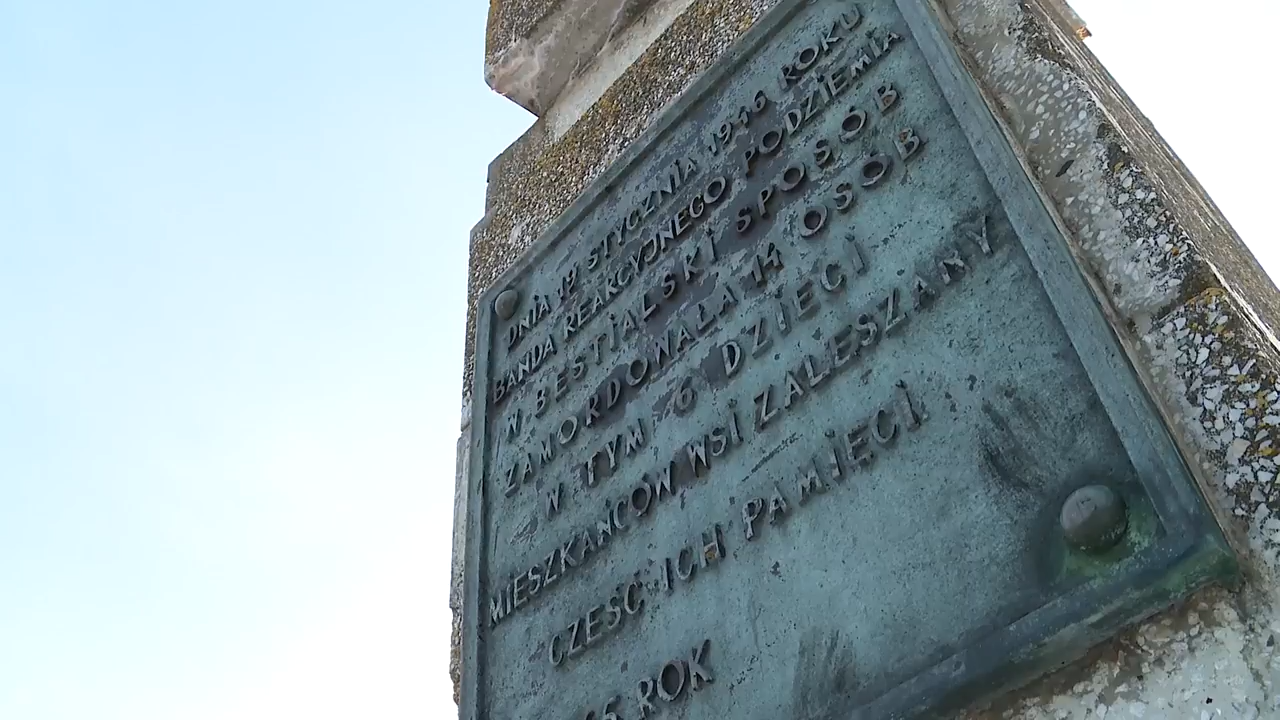 DNIA STYCZNIA 1946 ROKU
BANDA REAKCYJNEGO PODZIEMIA
W BESTIALSKI SPOSÓB
ZAMORDOWAŁA 14 OSÓB
W TYM 6 DZIECI
MIESZKAŃCÓW WSI ZALESZANY
CZEŚĆ ICH PAMIĘCI
ROK